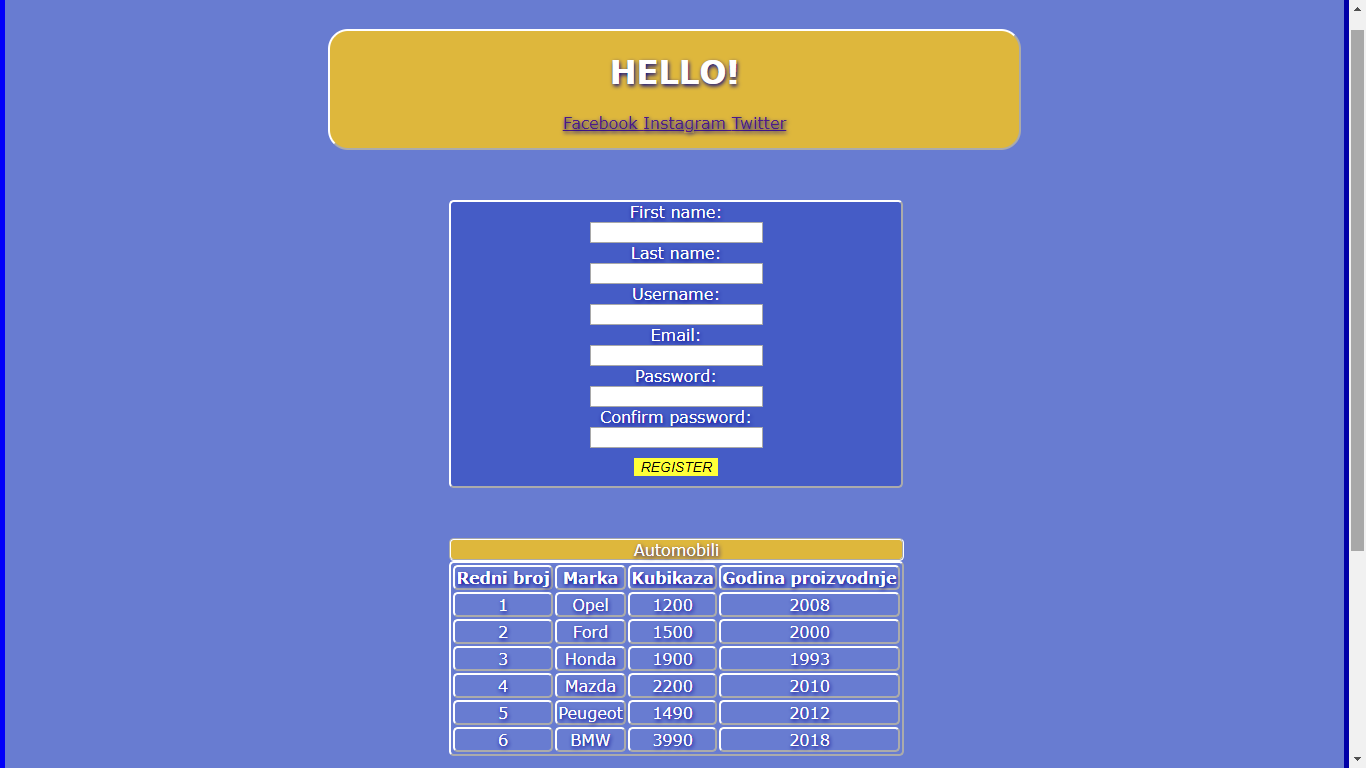 HELLO!
Facebook Instagram Twitter
First name:
Last name:
Username:
Email:
Password:
Confirm password:
REGISTER
Automobili
Redni broj Marka Kubikaza Godina proizvodnje
1 Opel 1200 2008
2 Ford 1500 2000
3 Honda 1900 1993
4 Mazda 2200 2010
5 Peugeot 1490 2012
6 BMW 3990 2018